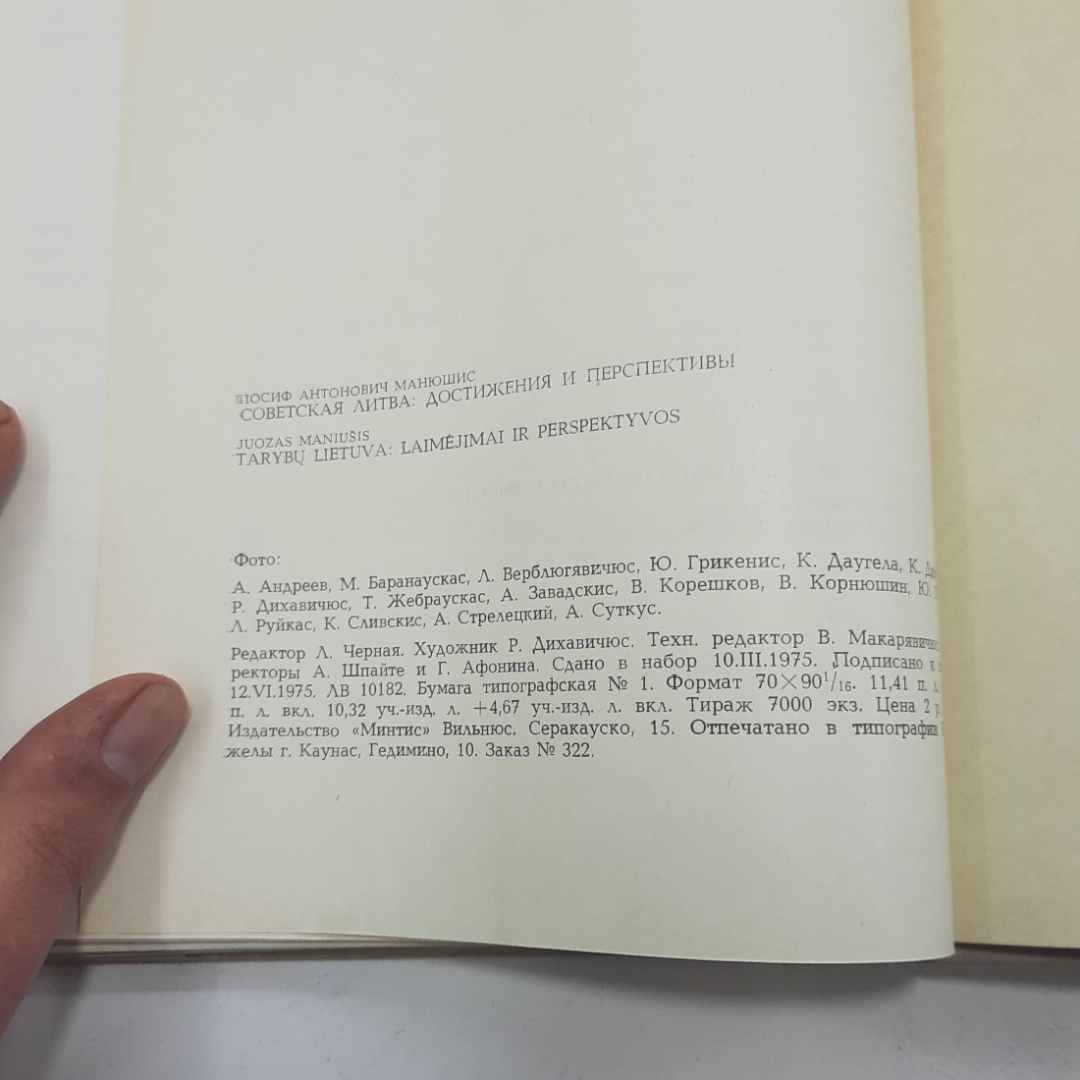 ИОСИФ АНТОНОВИЧ МАНЮШИС
СОВЕТСКАЯ ЛИТВА: ДОСТИЖЕНИЯ И ПЕРСПЕКТИВЫ
JUOZAS MANIUŠIS
TARYBŲ LIETUVA: LAIMĖJIMAI IR PERSPEKTYVOS
Фото:
А. Андреев, М. Баранаускас, Л. Верблюгявичюс, Ю. Грикенис, К. Даугела, К.
Р. Дихавичюс, Т. Жебраускас, А. Завадскис, В. Корешков, В. Корнюшин, Ю.
Л. Руйкас, К. Сливскис, А. Стрелецкий, А. Суткус.
Редактор Л. Черная. Художник Р. Дихавичюс. Техн. редактор В. Макарявичю
ректоры А. Шпайте и Г. Афонина. Сдано в набор 10.III.1975. Подписано к
12.VI.1975. ЛВ 10182. Бумага типографская № 1. Формат 70×90¹/₁₆. 11,41 п. л.
п. л. вкл. 10,32 уч.-изд. л. +4,67 уч.-изд. л. вкл. Тираж 7000 экз. Цена 2 р.
Издательство «Минтис» Вильнюс, Серакауско, 15. Отпечатано в типографии
желы г. Каунас, Гедимино, 10. Заказ № 322.